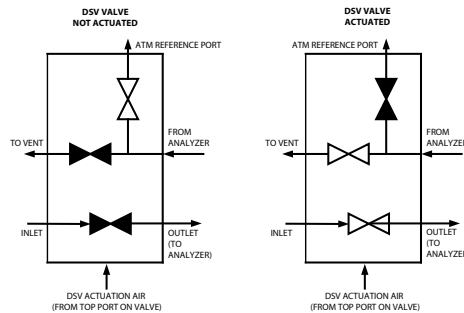 DSV VALVE
NOT ACTUATED
ATM REFERENCE PORT
TO VENT
FROM
ANALYZER
INLET
OUTLET
(TO
ANALYZER)
DSV ACTUATION AIR
(FROM TOP PORT ON VALVE)
DSV VALVE
ACTUATED
ATM REFERENCE PORT
TO VENT
FROM
ANALYZER
INLET
OUTLET
(TO
ANALYZER)
DSV ACTUATION AIR
(FROM TOP PORT ON VALVE)